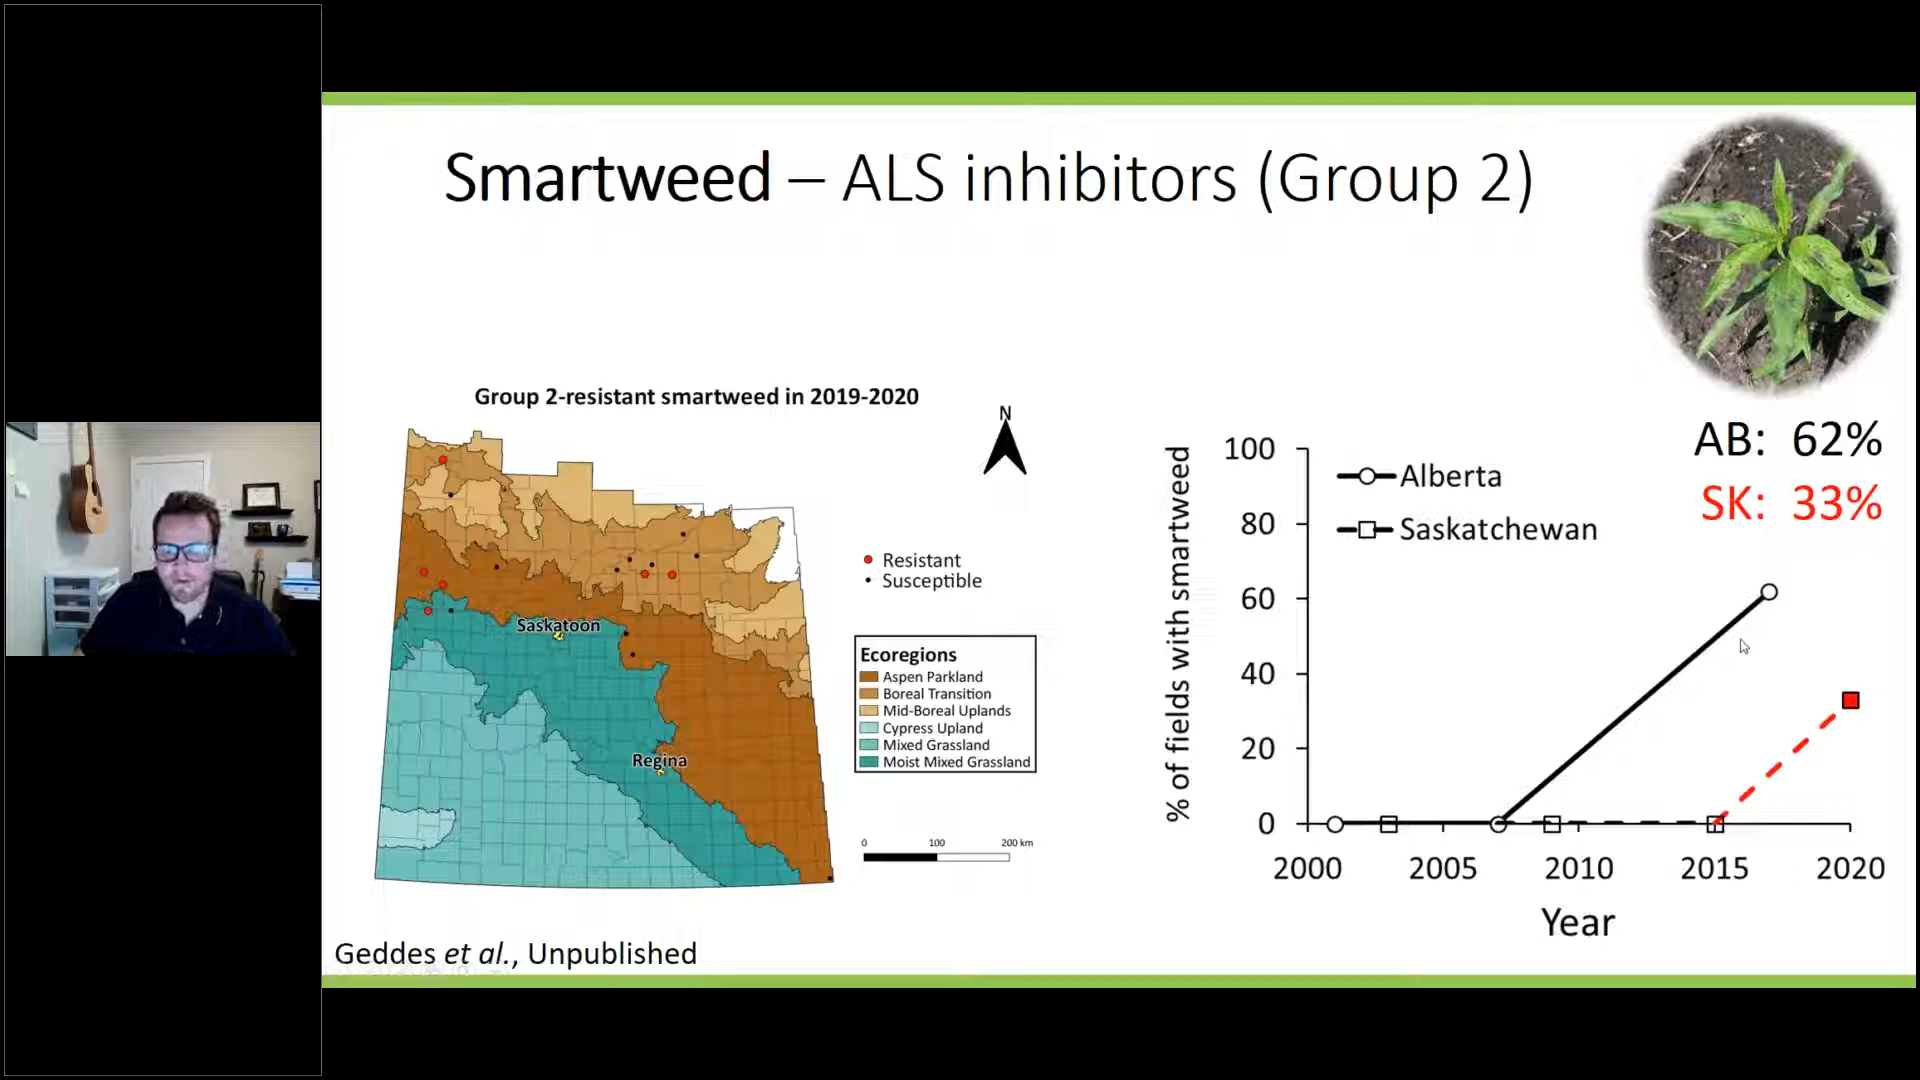 Smartweed – ALS inhibitors (Group 2)
Group 2-resistant smartweed in 2019-2020
N
Resistant
Susceptible
Saskatoon
Regina
Ecoregions
Aspen Parkland
Boreal Transition
Mid-Boreal Uplands
Cypress Upland
Mixed Grassland
Moist Mixed Grassland
0 100 200 km
AB: 62%
SK: 33%
% of fields with smartweed
100
80
60
40
20
0
Alberta
Saskatchewan
2000 2005 2010 2015 2020
Year
Geddes et al., Unpublished